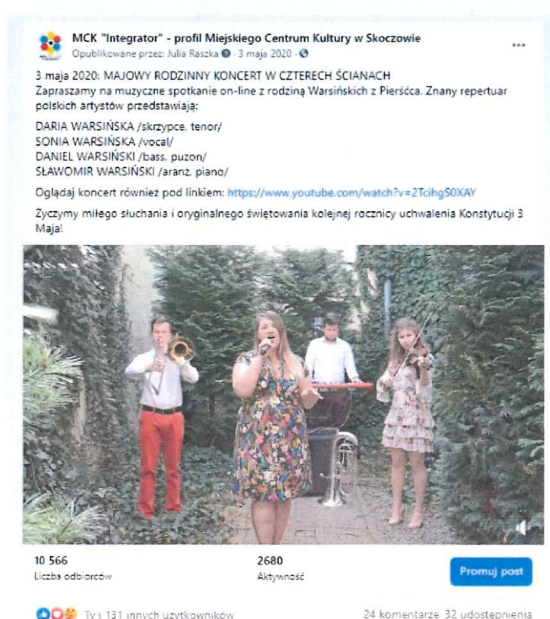 MCK "Integrator" - profil Miejskiego Centrum Kultury w Skoczowie
Opublikowane przez: Julia Raszka · 3 maja 2020 ·
3 maja 2020: MAJOWY RODZINNY KONCERT W CZTERECH ŚCIANACH
Zapraszamy na muzyczne spotkanie on-line z rodziną Warsińskich z Pierśćca. Znany repertuar
polskich artystów przedstawiają:
DARIA WARSIŃSKA /skrzypce, tenor/
SONIA WARSIŃSKA /vocal/
DANIEL WARSIŃSKI /bass, puzon/
SŁAWOMIR WARSIŃSKI /aranż, piano/
Oglądaj koncert również pod linkiem: https://www.youtube.com/watch?v=2TcihgS0XAY
Życzymy miłego słuchania i oryginalnego świętowania kolejnej rocznicy uchwalenia Konstytucji 3
Maja!
10 566
Liczba odbiorców
2680
Aktywność
Promuj post
Ty i 131 innych użytkowników
24 komentarze 32 udostępnienia